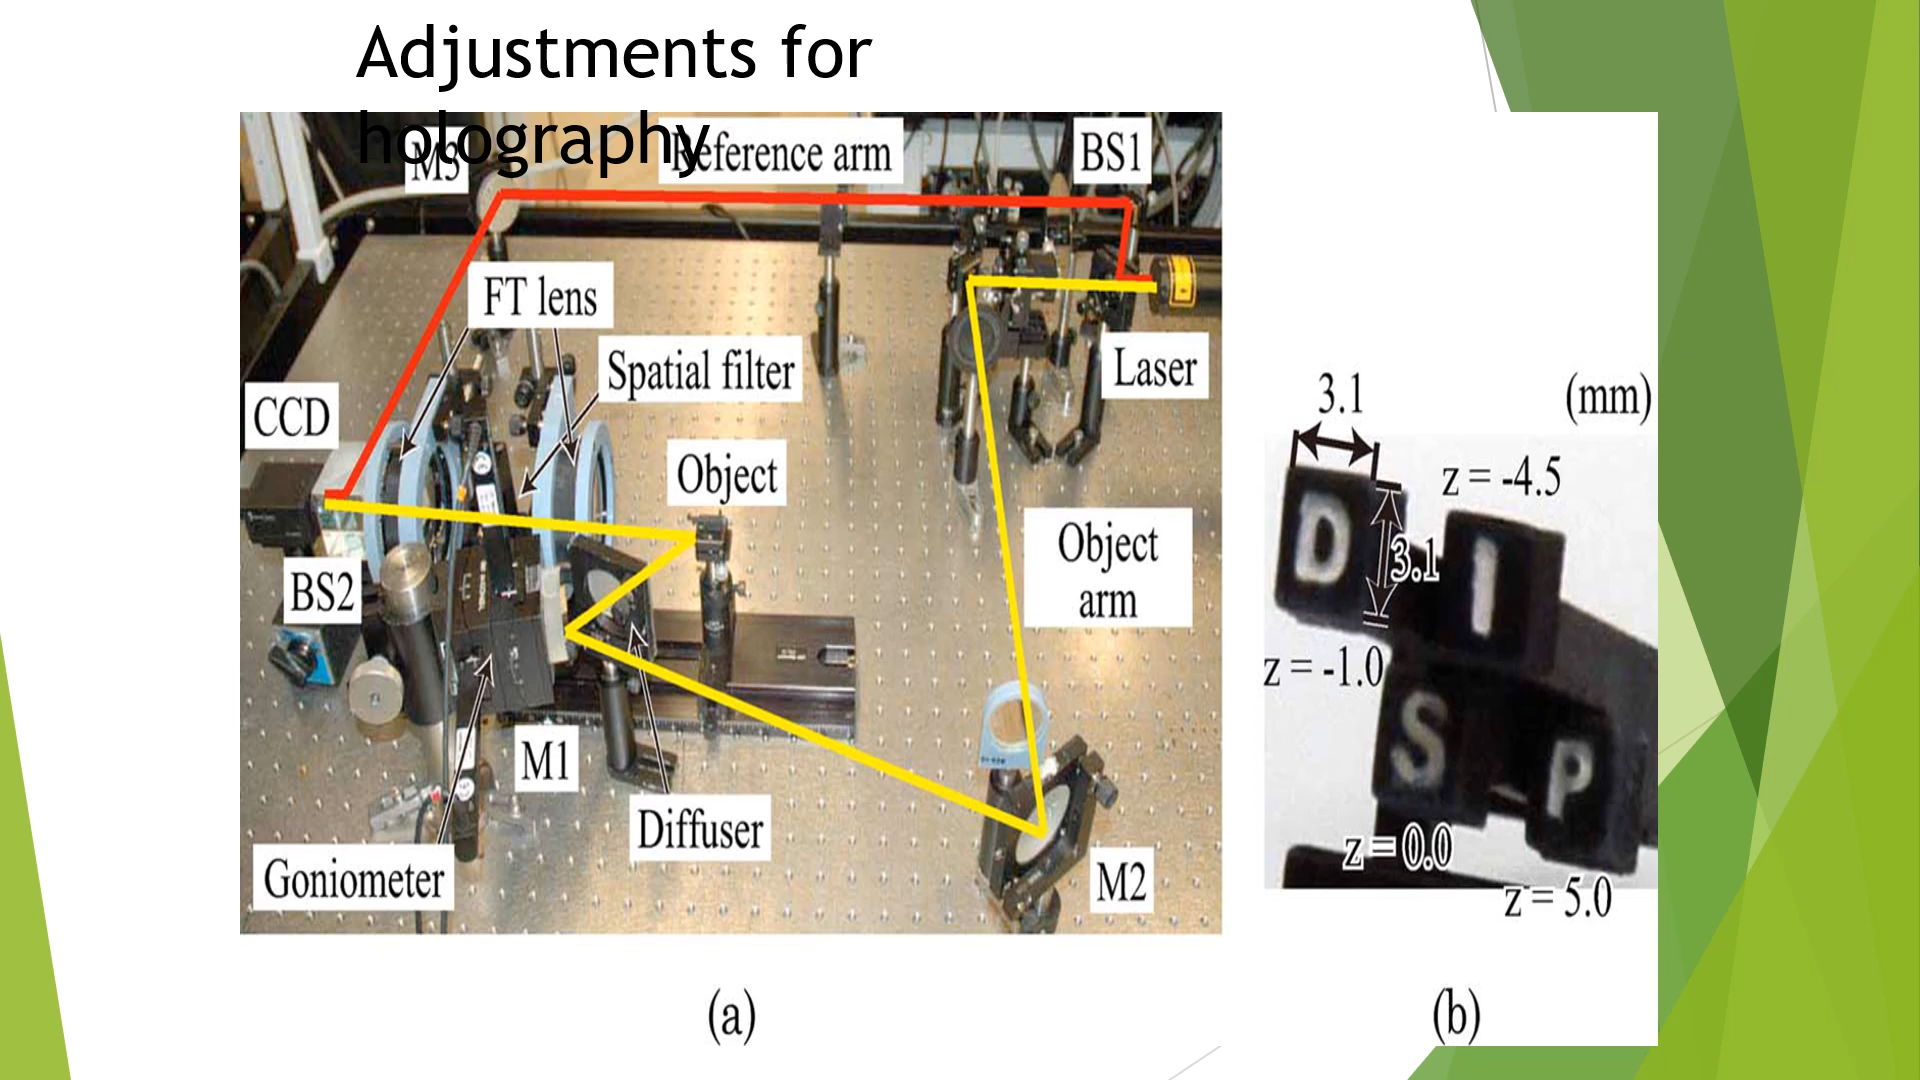 Adjustments for
holography
M3
Reference arm
BS1
FT lens
Spatial filter
Laser
CCD
Object
Object
arm
BS2
M1
Diffuser
Goniometer
M2
(a)
3.1
(mm)
z = -4.5
D
3.1
I
z = -1.0
S
P
z = 0.0
z = 5.0
(b)